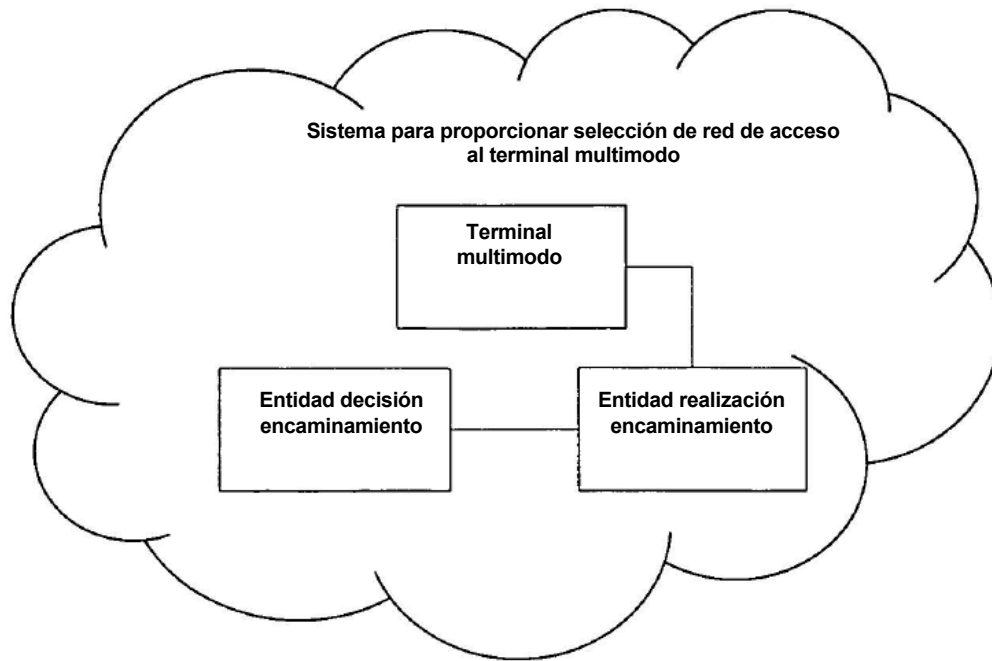 Sistema para proporcionar selección de red de acceso
al terminal multimodo
Terminal
multimodo
Entidad decisión
encaminamiento
Entidad realización
encaminamiento